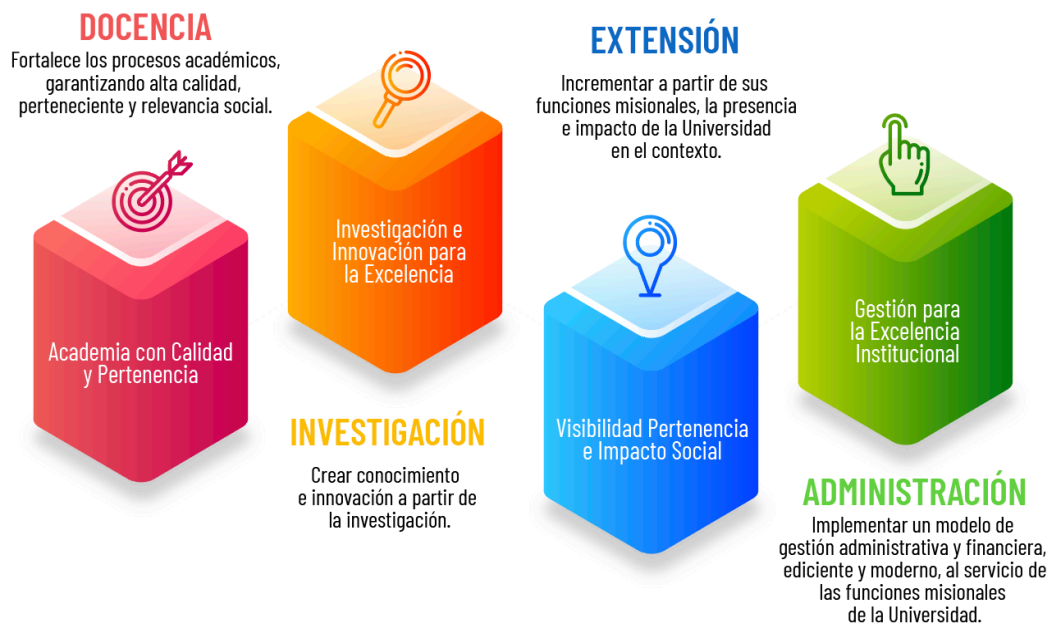 DOCENCIA
Fortalece los procesos académicos,
garantizando alta calidad,
perteneciente y relevancia social.
Academia con Calidad
y Pertenencia
Investigación e
Innovación para
la Excelencia
INVESTIGACIÓN
Crear conocimiento
e innovación a partir de
la investigación.
EXTENSIÓN
Incrementar a partir de sus
funciones misionales, la presencia
e impacto de la Universidad
en el contexto.
Visibilidad Pertenencia
e Impacto Social
Gestión para
la Excelencia
Institucional
ADMINISTRACIÓN
Implementar un modelo de
gestión administrativa y financiera,
ediciente y moderno, al servicio de
las funciones misionales
de la Universidad.